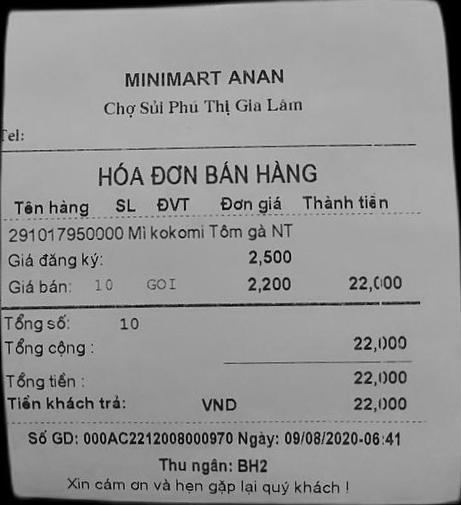 MINIMART ANAN
Chợ Sủi Phú Thị Gia Lâm
Tel:
HÓA ĐƠN BÁN HÀNG
Tên hàng SL ĐVT Đơn giá Thành tiền
291017950000 Mì kokomi Tôm gà NT
Giá đăng ký: 2,500
Giá bán: 10 GOI 2,200 22,000
Tổng số: 10
Tổng cộng : 22,000
Tổng tiền : 22,000
Tiền khách trả: VND 22,000
Số GD: 000AC2212008000970 Ngày: 09/08/2020-06:41
Thu ngân: BH2
Xin cám ơn và hẹn gặp lại quý khách !